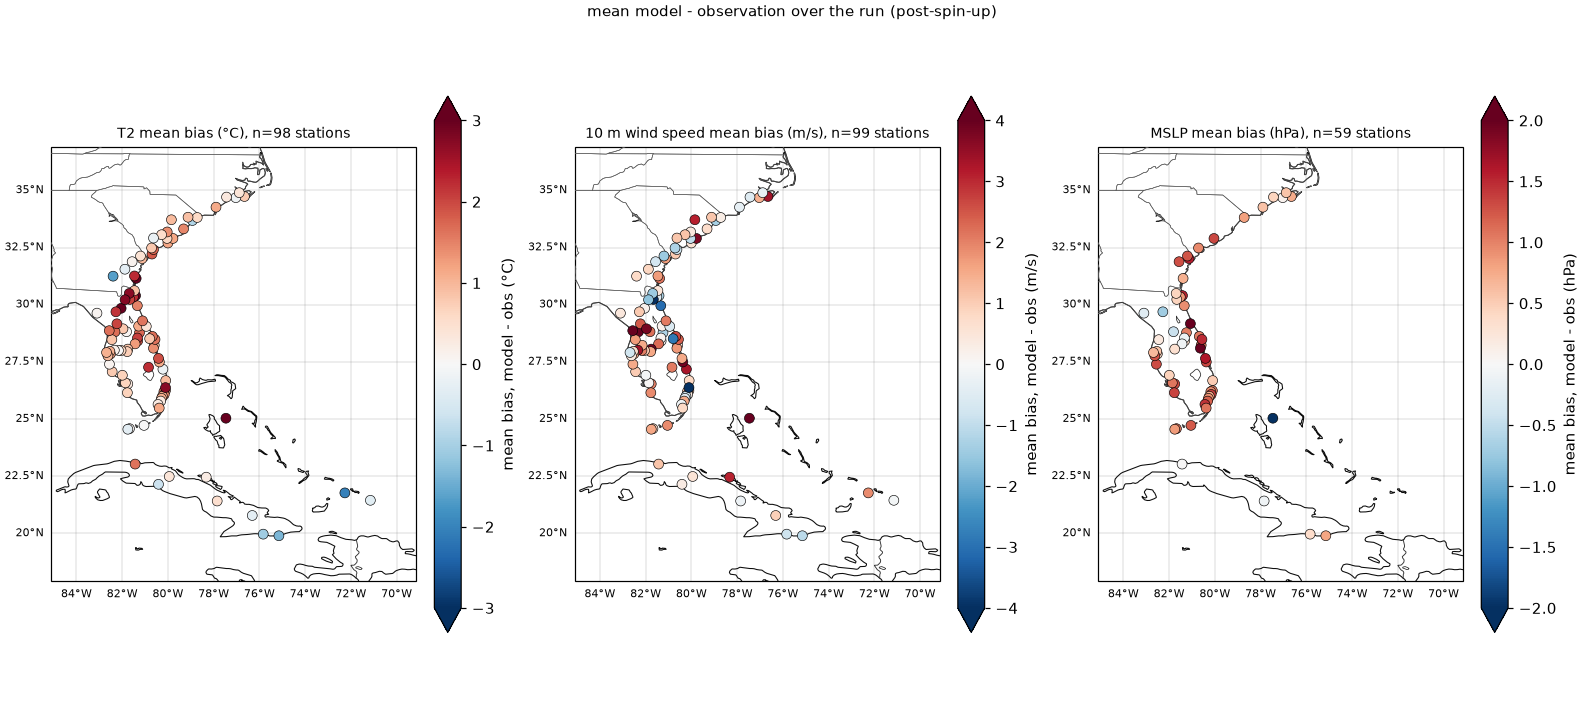 mean model - observation over the run (post-spin-up)
T2 mean bias (°C), n=98 stations
35°N
32.5°N
30°N
27.5°N
25°N
22.5°N
20°N
84°W 82°W 80°W 78°W 76°W 74°W 72°W 70°W
3
2
1
0
−1
−2
−3
mean bias, model - obs (°C)
10 m wind speed mean bias (m/s), n=99 stations
35°N
32.5°N
30°N
27.5°N
25°N
22.5°N
20°N
84°W 82°W 80°W 78°W 76°W 74°W 72°W 70°W
4
3
2
1
0
−1
−2
−3
−4
mean bias, model - obs (m/s)
MSLP mean bias (hPa), n=59 stations
35°N
32.5°N
30°N
27.5°N
25°N
22.5°N
20°N
84°W 82°W 80°W 78°W 76°W 74°W 72°W 70°W
2.0
1.5
1.0
0.5
0.0
−0.5
−1.0
−1.5
−2.0
mean bias, model - obs (hPa)